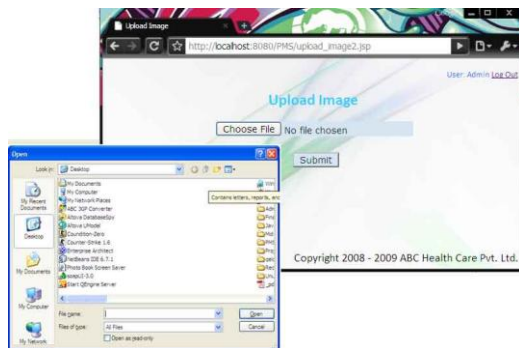 Upload Image
http://localhost:8080/PMS/upload_image2.jsp
User: Admin Log Out
Upload Image
Choose File No file chosen
Submit
Copyright 2008 - 2009 ABC Health Care Pvt. Ltd.
Open
Look in: Desktop
My Recent Documents
Desktop
My Documents
My Computer
My Network
My Documents
My Computer
My Network Places
ABC 3GP Converter
Altova DatabaseSpy
Altova UModel
Counter-Strike 1.6
Enterprise Architect
NetBeans IDE 6.7.1
Photo Book Screen Saver
Start QEngine Server
Contains letters, reports, and
File name:
Files of type: All Files
Open as read-only
Open
Cancel